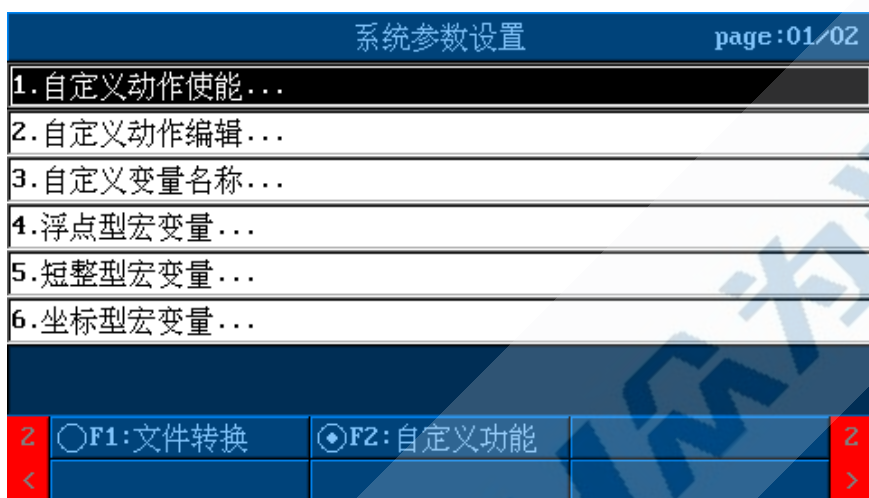 系统参数设置 page:01/02
1.自定义动作使能...
2.自定义动作编辑...
3.自定义变量名称...
4.浮点型宏变量...
5.短整型宏变量...
6.坐标型宏变量...
2 F1:文件转换 F2:自定义功能 2
< >